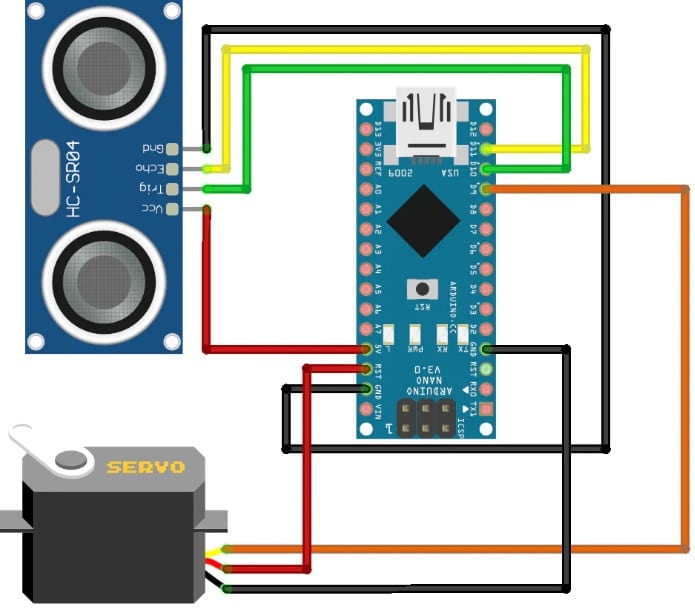 HC-SR04
Gnd
Echo
Trig
Vcc
D13
3V3
REF
A0
A1
A2
A3
A4
A5
A6
A7
5V
RST
GND
VIN
D12
D11
D10
D9
D8
D7
D6
D5
D4
D3
D2
GND
RST
RX0
TX1
USA
2009
RST
ARDUINO.CC
TX
RX
PWR
L
ARDUINO
NANO
V3.0
ICSP
1
SERVO